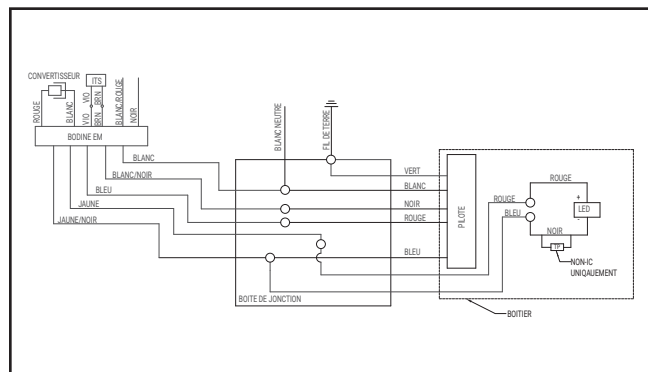 CONVERTISSEUR
ITS
ROUGE
BLANC
VIO
VIO
BRN
BRN
BLANC/ROUGE
NOIR
BODINE EM
BLANC
BLANC/NOIR
BLEU
JAUNE
JAUNE/NOIR
BLANC NEUTRE
FIL DE TERRE
BOITE DE JONCTION
VERT
BLANC
NOIR
ROUGE
BLEU
PILOTE
ROUGE
BLEU
ROUGE
+
LED
-
NOIR
TP
NON-IC
UNIQAUEMENT
BOITIER